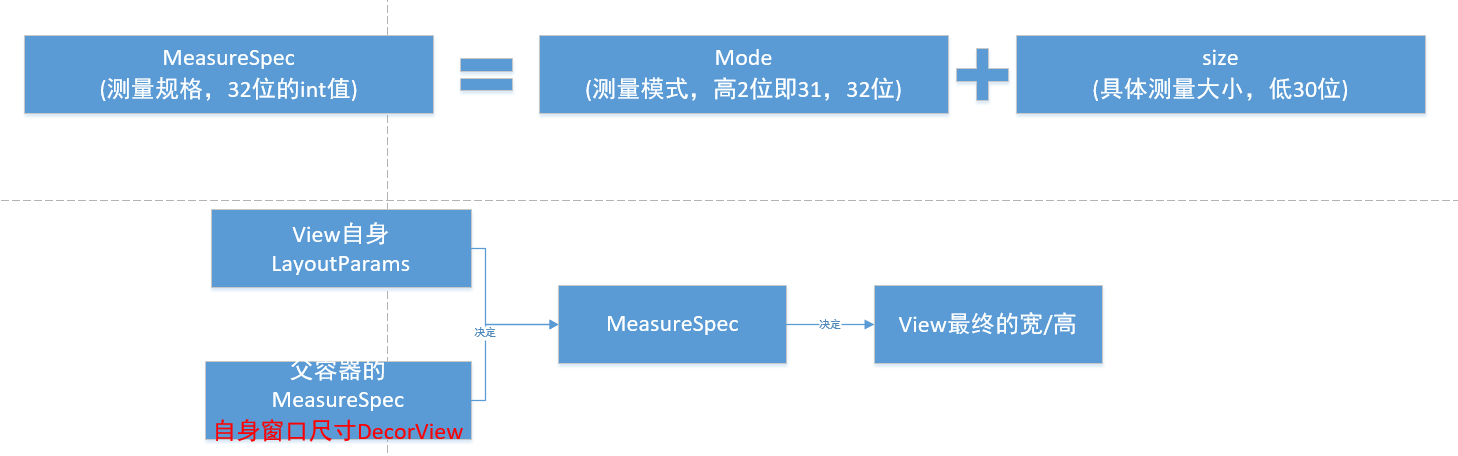 MeasureSpec
(测量规格，32位的int值)
=
Mode
(测量模式，高2位即31，32位)
+
size
(具体测量大小，低30位)
View自身
LayoutParams
父容器的
MeasureSpec
自身窗口尺寸DecorView
决定
MeasureSpec
决定
View最终的宽/高